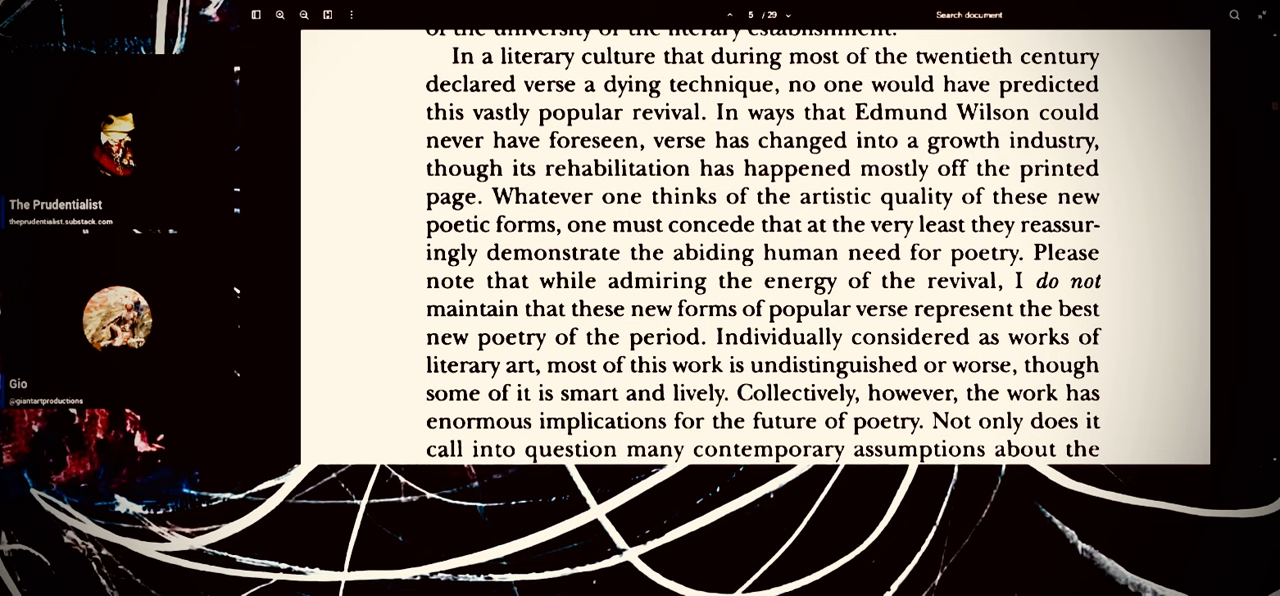 5 / 29
Search document
of the university or the literary establishment.
In a literary culture that during most of the twentieth century
declared verse a dying technique, no one would have predicted
this vastly popular revival. In ways that Edmund Wilson could
never have foreseen, verse has changed into a growth industry,
though its rehabilitation has happened mostly off the printed
page. Whatever one thinks of the artistic quality of these new
poetic forms, one must concede that at the very least they reassur-
ingly demonstrate the abiding human need for poetry. Please
note that while admiring the energy of the revival, I do not
maintain that these new forms of popular verse represent the best
new poetry of the period. Individually considered as works of
literary art, most of this work is undistinguished or worse, though
some of it is smart and lively. Collectively, however, the work has
enormous implications for the future of poetry. Not only does it
call into question many contemporary assumptions about the
The Prudentialist
theprudentialist.substack.com
Gio
@giantartproductions